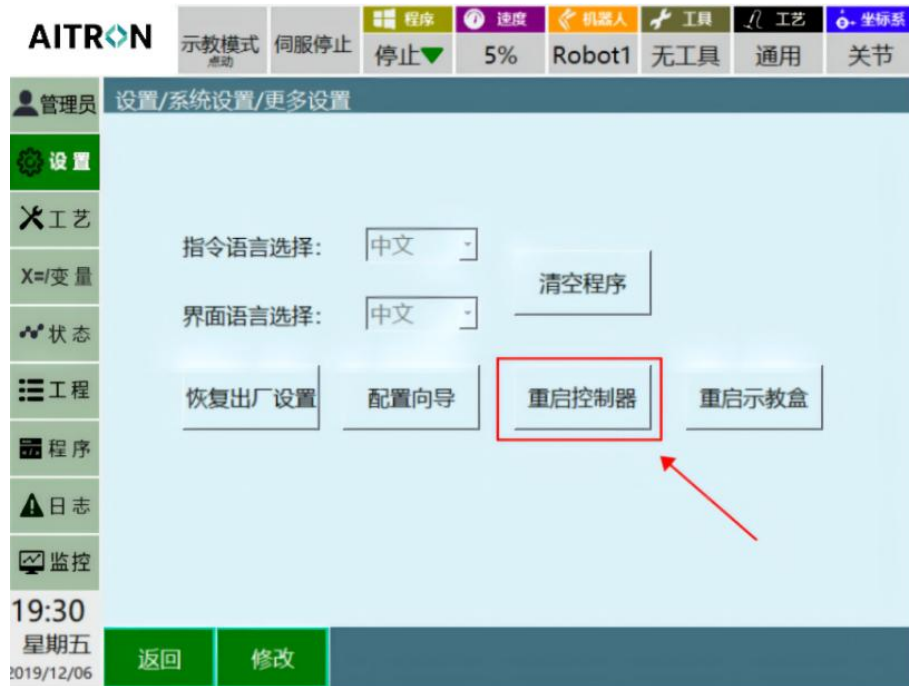 AITRON
示教模式
点动
伺服停止
程序
停止
速度
5%
机器人
Robot1
工具
无工具
工艺
通用
坐标系
关节
管理员
设置/系统设置/更多设置
设置
工艺
X=/变量
状态
工程
程序
日志
监控
指令语言选择：
中文
清空程序
界面语言选择：
中文
恢复出厂设置
配置向导
重启控制器
重启示教盒
19:30
星期五
2019/12/06
返回
修改